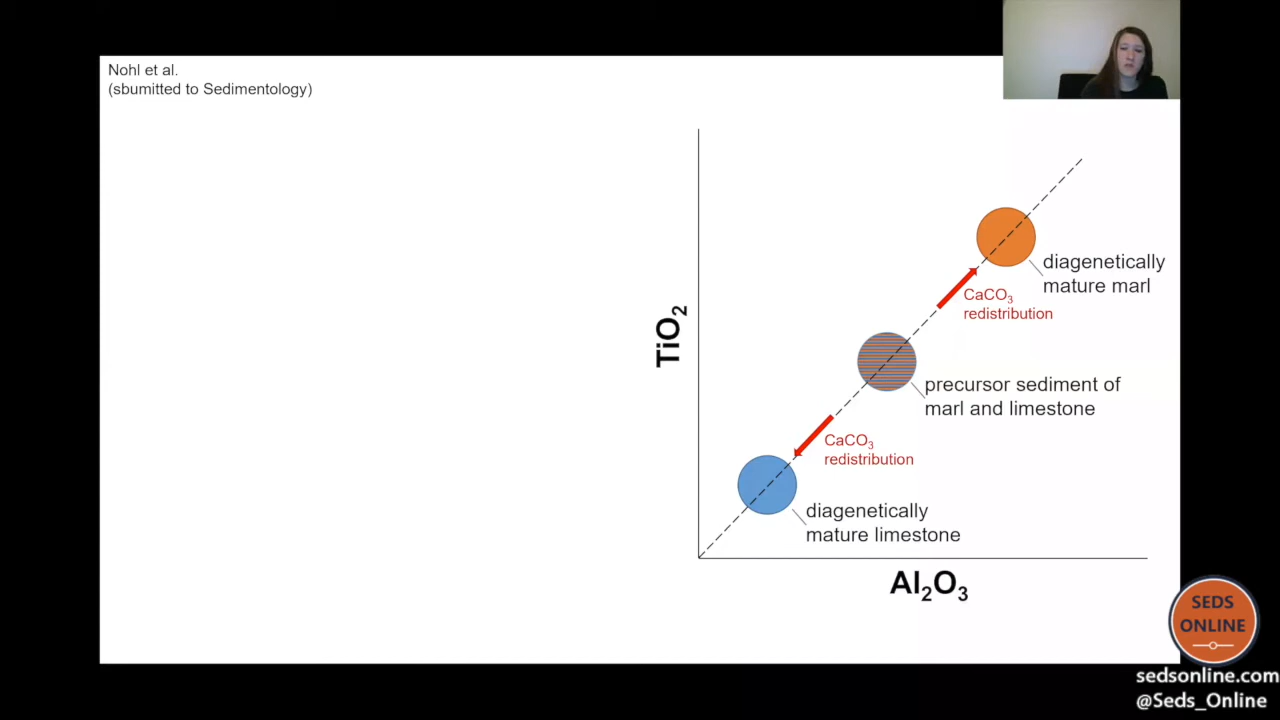 Nohl et al.
(sbumitted to Sedimentology)
TiO₂
diagenetically
mature marl
CaCO₃
redistribution
precursor sediment of
marl and limestone
CaCO₃
redistribution
diagenetically
mature limestone
Al₂O₃
SEDS
ONLINE
sedsonline.com
@Seds_Online